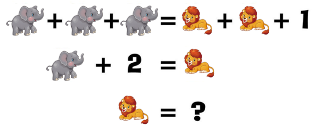 + + = + + 1
+ 2 =
= ?